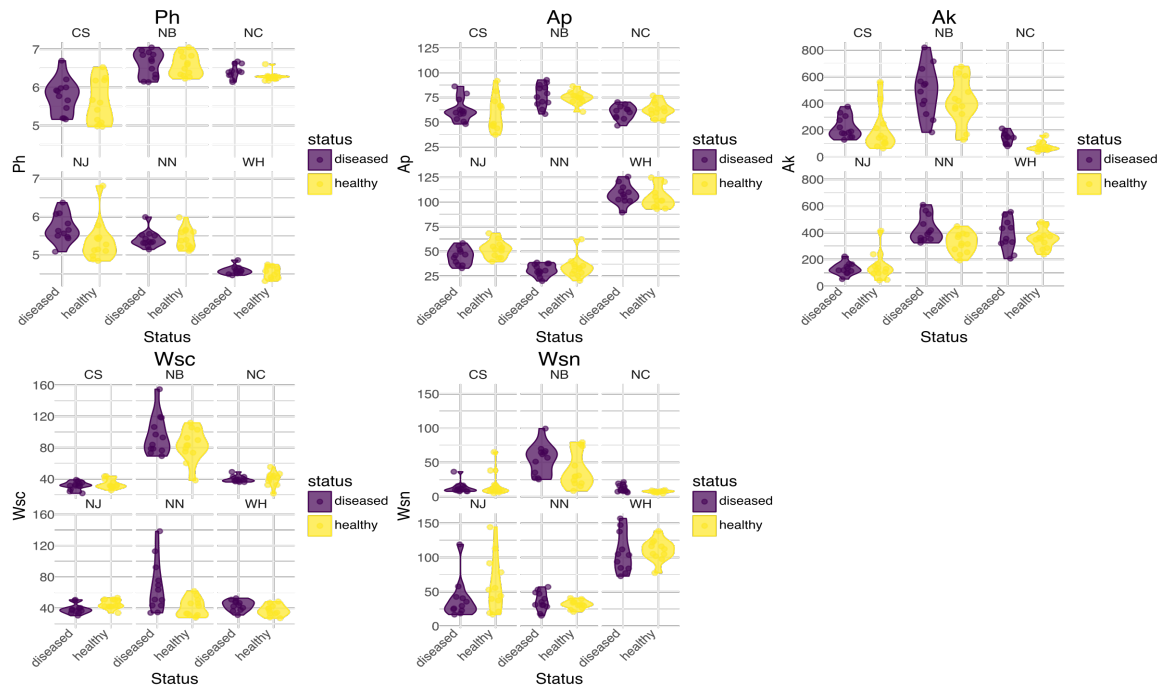 Ph
CS NB NC
7
6
5
NJ NN WH
7
6
5
Ph
diseased healthy diseased healthy diseased healthy
Status
status
diseased
healthy
Ap
CS NB NC
125
100
75
50
25
NJ NN WH
125
100
75
50
25
Ap
diseased healthy diseased healthy diseased healthy
Status
status
diseased
healthy
Ak
CS NB NC
800
600
400
200
0
NJ NN WH
800
600
400
200
0
Ak
diseased healthy diseased healthy diseased healthy
Status
status
diseased
healthy
Wsc
CS NB NC
160
120
80
40
NJ NN WH
160
120
80
40
Wsc
diseased healthy diseased healthy diseased healthy
Status
status
diseased
healthy
Wsn
CS NB NC
150
100
50
0
NJ NN WH
150
100
50
0
Wsn
diseased healthy diseased healthy diseased healthy
Status
status
diseased
healthy